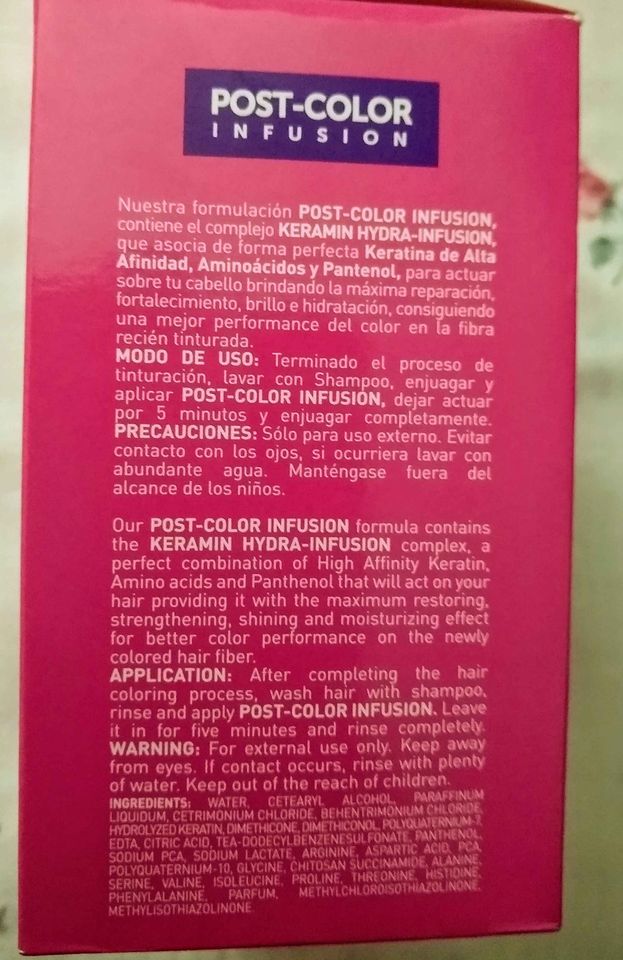 POST-COLOR
INFUSION
Nuestra formulación POST-COLOR INFUSION,
contiene el complejo KERAMIN HYDRA-INFUSION,
que asocia de forma perfecta Keratina de Alta
Afinidad, Aminoácidos y Pantenol, para actuar
sobre tu cabello brindando la máxima reparación,
fortalecimiento, brillo e hidratación, consiguiendo
una mejor performance del color en la fibra
recién tinturada.
MODO DE USO: Terminado el proceso de
tinturación, lavar con Shampoo, enjuagar y
aplicar POST-COLOR INFUSIÓN, dejar actuar
por 5 minutos y enjuagar completamente.
PRECAUCIONES: Sólo para uso externo. Evitar
contacto con los ojos, si ocurriera lavar con
abundante agua. Manténgase fuera del
alcance de los niños.
Our POST-COLOR INFUSION formula contains
the KERAMIN HYDRA-INFUSION complex, a
perfect combination of High Affinity Keratin,
Amino acids and Panthenol that will act on your
hair providing it with the maximum restoring,
strengthening, shining and moisturizing effect
for better color performance on the newly
colored hair fiber.
APPLICATION: After completing the hair
coloring process, wash hair with shampoo,
rinse and apply POST-COLOR INFUSION. Leave
it in for five minutes and rinse completely.
WARNING: For external use only. Keep away
from eyes. If contact occurs, rinse with plenty
of water. Keep out of the reach of children.
INGREDIENTS: WATER, CETEARYL ALCOHOL, PARAFFINUM
LIQUIDUM, CETRIMONIUM CHLORIDE, BEHENTRIMONIUM CHLORIDE,
HYDROLYZED KERATIN, DIMETHICONE, DIMETHICONOL, POLYQUATERNIUM-7,
EDTA, CITRIC ACID, TEA-DODECYLBENZENESULFONATE, PANTHENOL,
SODIUM PCA, SODIUM LACTATE, ARGININE, ASPARTIC ACID, PCA,
POLYQUATERNIUM-10, GLYCINE, CHITOSAN SUCCINAMIDE, ALANINE,
SERINE, VALINE, ISOLEUCINE, PROLINE, THREONINE, HISTIDINE,
PHENYLALANINE, PARFUM, METHYLCHLOROISOTHIAZOLINONE,
METHYLISOTHIAZOLINONE.